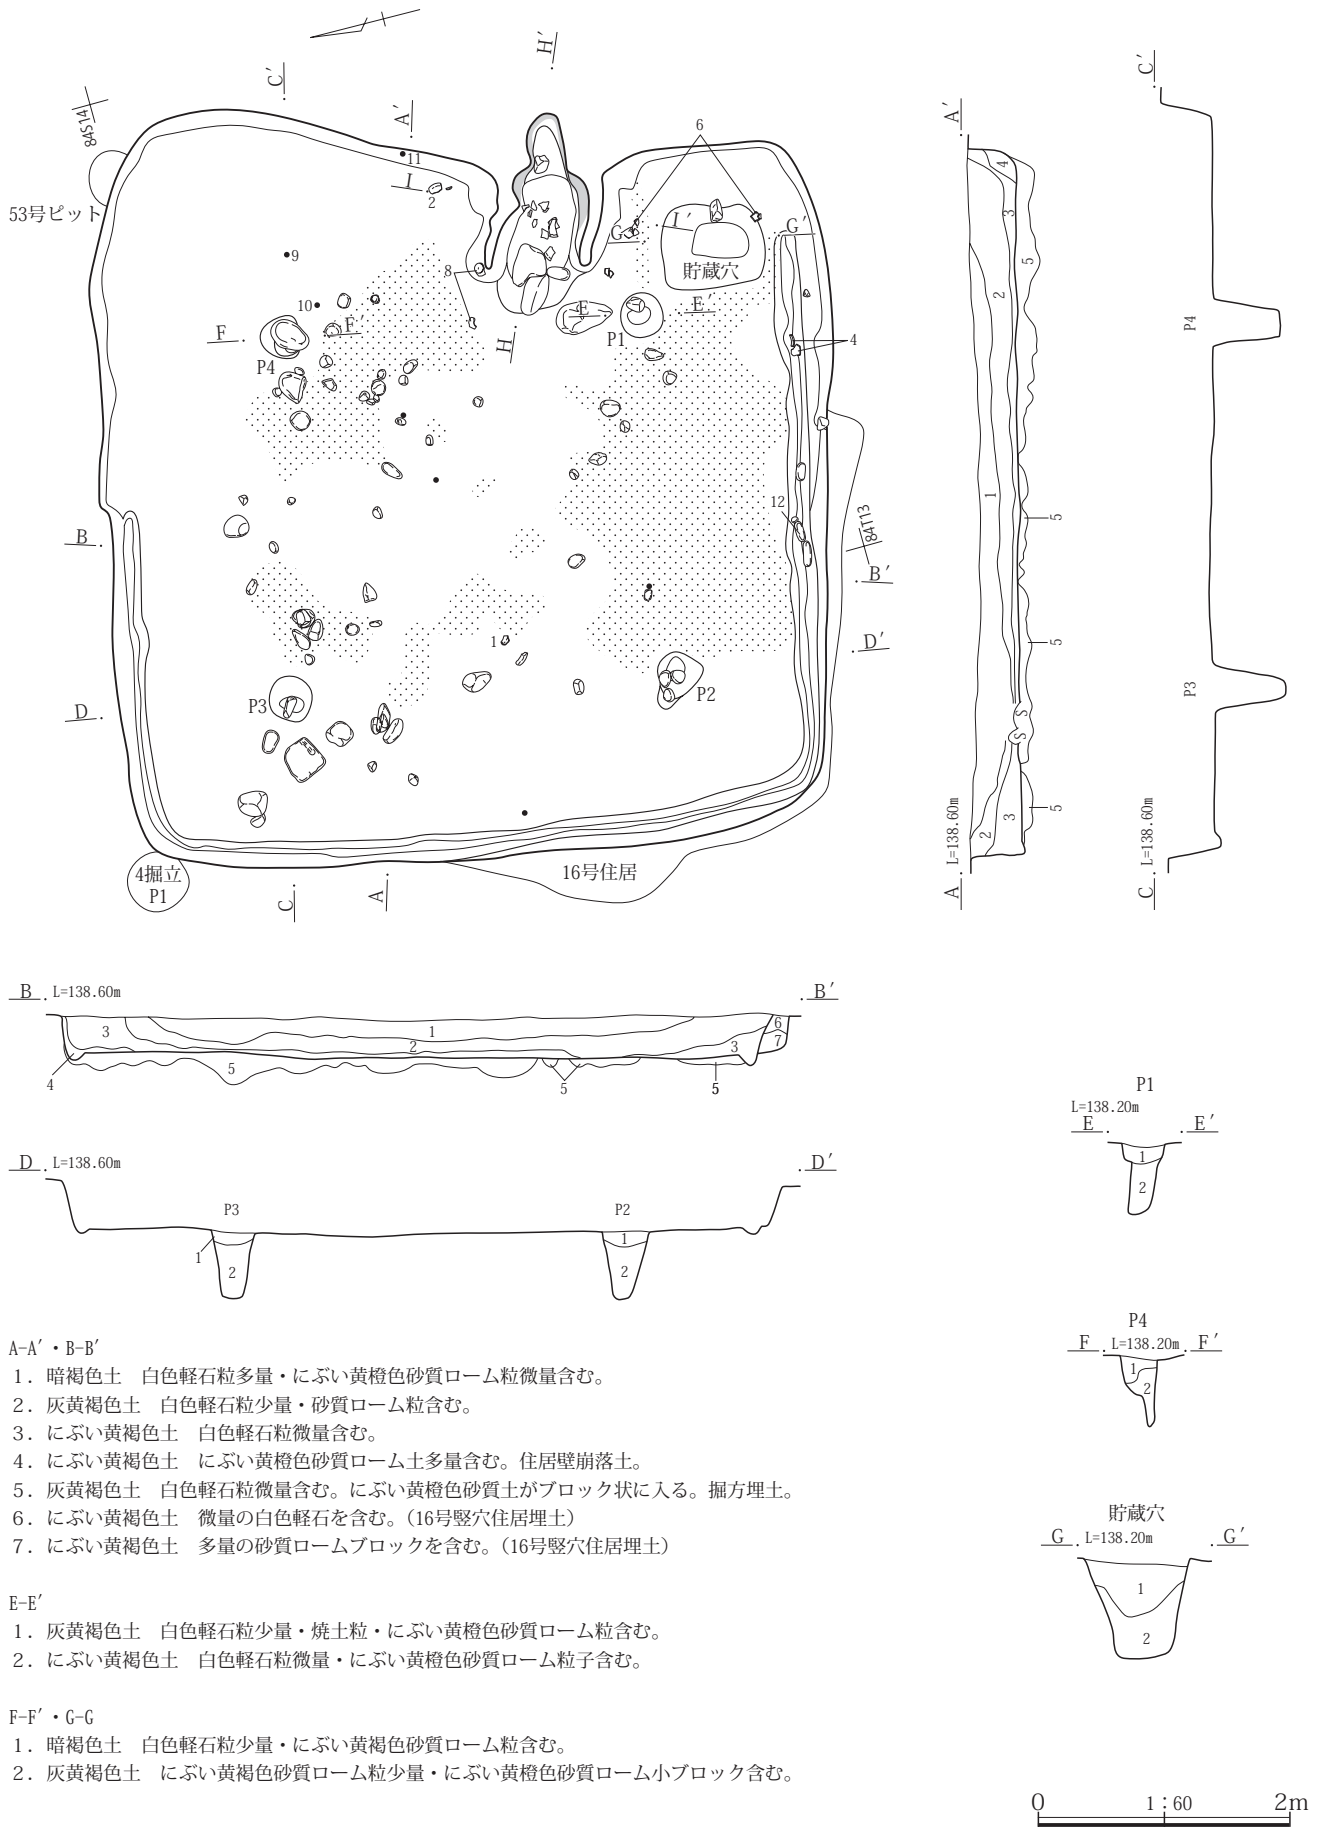 H′
C′
A′
84S14
53号ピット
11
I
2
6
G
I′
G′
貯蔵穴
9
8
10
F
F′
P4
H
E
E′
P1
4
12
84T13
B
B′
1
D
D′
P3
P2
4掘立
P1
16号住居
C
A
A′
4
3
5
2
1
5
5
S
S
5
3
2
A L=138.60m
C′
P4
P3
C L=138.60m
B L=138.60m B′
3
1
2
3
6
7
4
5
5
5
D L=138.60m D′
P3
P2
1
2
1
2
P1
L=138.20m
E E′
1
2
P4
F L=138.20m F′
1
2
貯蔵穴
G L=138.20m G′
1
2
A-A′・B-B′
1．暗褐色土　白色軽石粒多量・にぶい黄橙色砂質ローム粒微量含む。
2．灰黄褐色土　白色軽石粒少量・砂質ローム粒含む。
3．にぶい黄褐色土　白色軽石粒微量含む。
4．にぶい黄褐色土　にぶい黄橙色砂質ローム土多量含む。住居壁崩落土。
5．灰黄褐色土　白色軽石粒微量含む。にぶい黄橙色砂質土がブロック状に入る。掘方埋土。
6．にぶい黄褐色土　微量の白色軽石を含む。（16号竪穴住居埋土）
7．にぶい黄褐色土　多量の砂質ロームブロックを含む。（16号竪穴住居埋土）
E-E′
1．灰黄褐色土　白色軽石粒少量・焼土粒・にぶい黄橙色砂質ローム粒含む。
2．にぶい黄褐色土　白色軽石粒微量・にぶい黄橙色砂質ローム粒子含む。
F-F′・G-G
1．暗褐色土　白色軽石粒少量・にぶい黄褐色砂質ローム粒含む。
2．灰黄褐色土　にぶい黄褐色砂質ローム粒少量・にぶい黄橙色砂質ローム小ブロック含む。
0 1：60 2m